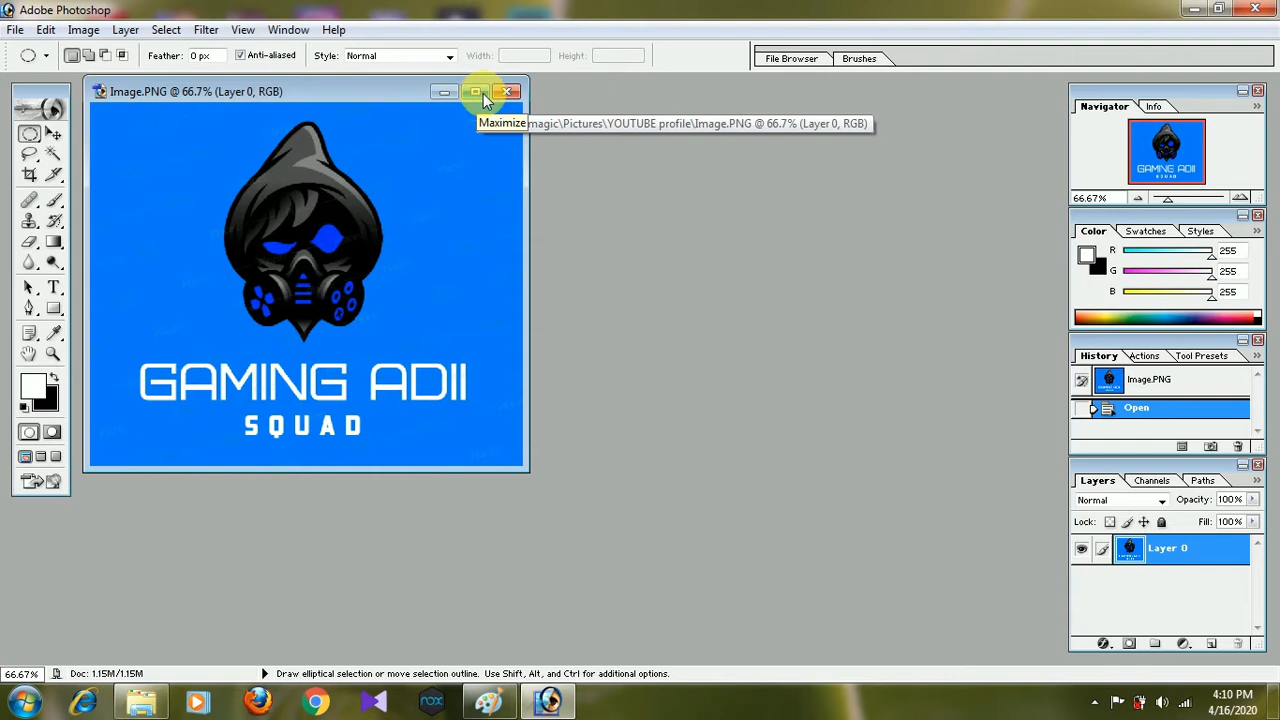 Adobe Photoshop
File Edit Image Layer Select Filter View Window Help
Feather: 0 px Anti-aliased Style: Normal Width: Height: File Browser Brushes
Image.PNG @ 66.7% (Layer 0, RGB)
Maximize magic\Pictures\YOUTUBE profile\Image.PNG @ 66.7% (Layer 0, RGB)
GAMING ADII
SQUAD
Navigator Info
GAMING ADII
SQUAD
66.67%
Color Swatches Styles
R 255
G 255
B 255
History Actions Tool Presets
Image.PNG
Open
Layers Channels Paths
Normal Opacity: 100%
Lock: Fill: 100%
Layer 0
66.67% Doc: 1.15M/1.15M Draw elliptical selection or move selection outline. Use Shift, Alt, and Ctrl for additional options.
nox
4:10 PM
4/16/2020